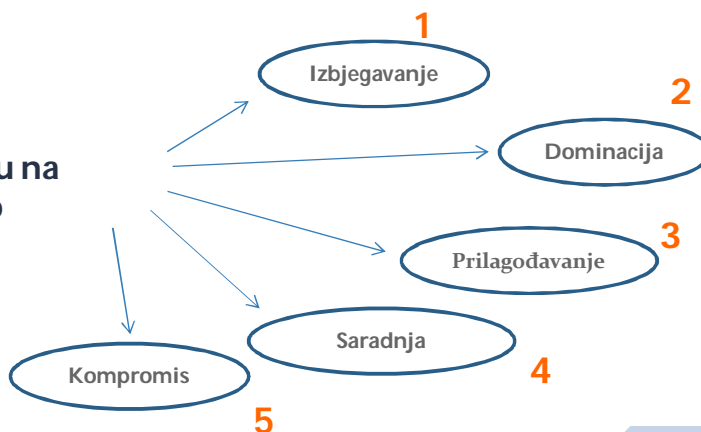 1
Izbjegavanje
2
Dominacija
u na
3
Prilagođavanje
Saradnja
4
Kompromis
5